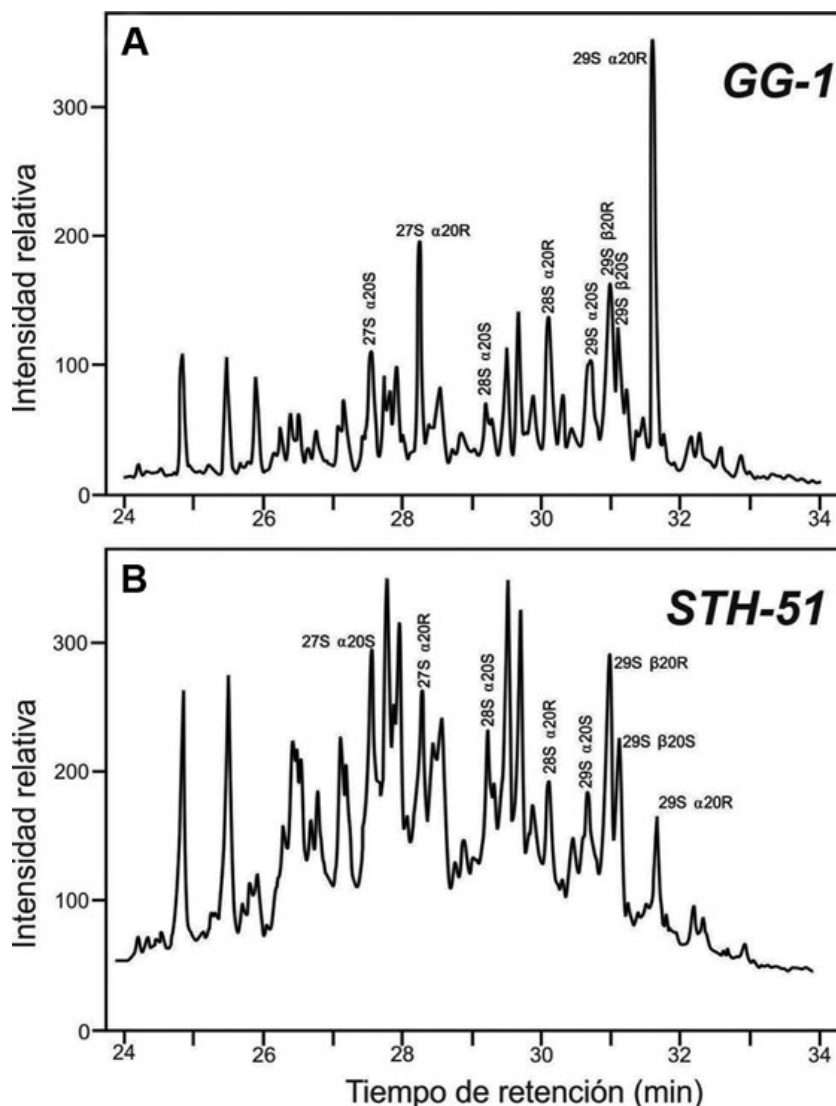 A
GG-1
Intensidad relativa
300
200
100
0
27S α20S
27S α20R
28S α20S
28S α20R
29S α20S
29S β20R
29S β20S
29S α20R
24
26
28
30
32
34
B
STH-51
Intensidad relativa
300
200
100
0
27S α20S
27S α20R
28S α20S
28S α20R
29S α20S
29S β20R
29S β20S
29S α20R
24
26
28
30
32
34
Tiempo de retención (min)